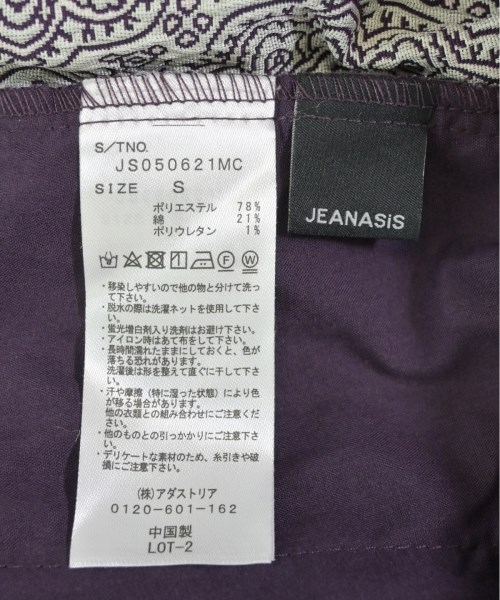 S/TNO.
JS050621MC
SIZE S
ポリエステル 78%
綿 21%
ポリウレタン 1%
・移染しやすいので他の物と分けて洗っ
て下さい。
・脱水の際は洗濯ネットを使用して下さ
い。
・蛍光増白剤入り洗剤はお避け下さい。
・アイロン時はあて布をして下さい。
・長時間濡れたままにしておくと、色が
落ちる恐れがあります。
洗濯後は形を整えて直ぐに干して下さ
い。
・汗や摩擦（特に湿った状態）により色
が移る場合があります。
他の衣類との組み合わせにご注意くだ
さい。
・他のものとの引っかかりにご注意下さ
い。
・デリケートな素材のため、糸引きや破
損にご注意下さい。
(株)アダストリア
0120-601-162
中国製
LOT-2
JEANASiS